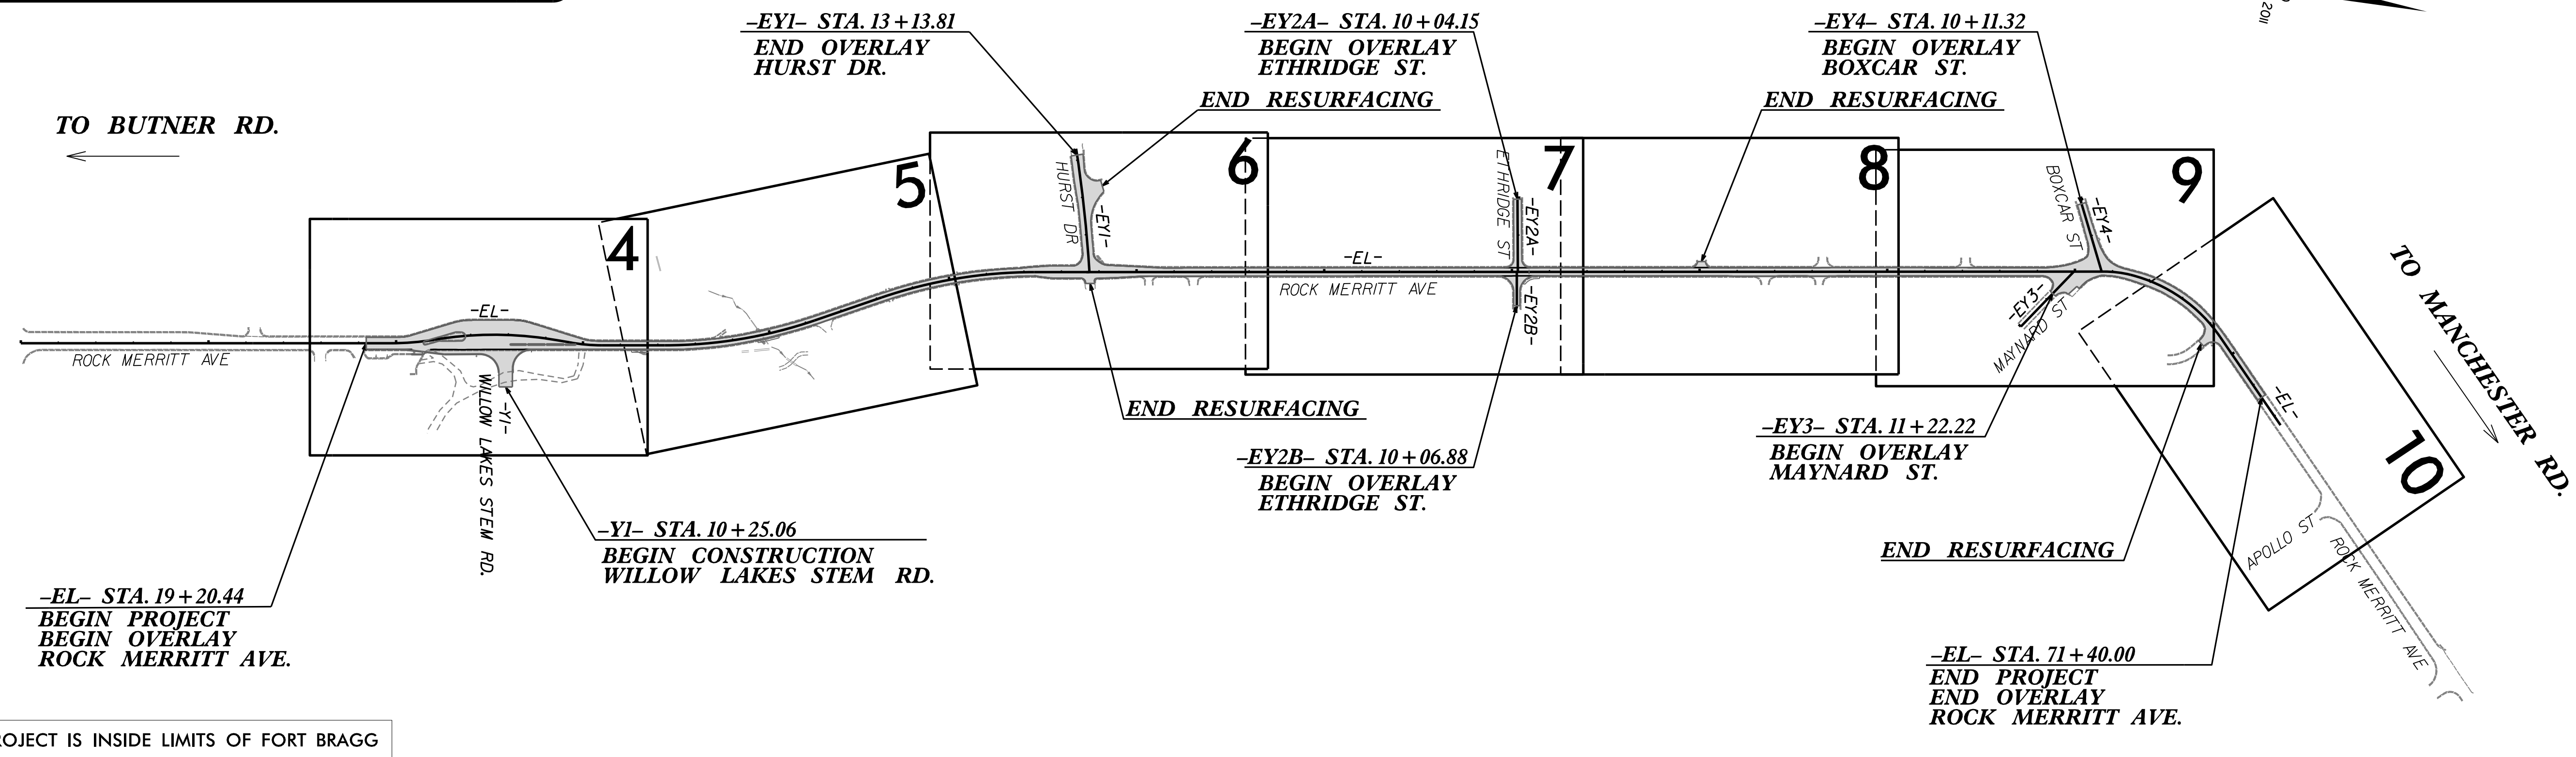 –EY1– STA. 13+13.81
END OVERLAY
HURST DR.
–EY2A– STA. 10+04.15
BEGIN OVERLAY
ETHRIDGE ST.
–EY4– STA. 10+11.32
BEGIN OVERLAY
BOXCAR ST.
2011
END RESURFACING
END RESURFACING
TO BUTNER RD.
4
5
6
7
8
9
10
HURST DR
-EY1-
ETHRIDGE ST
-EY2A-
-EY2B-
BOXCAR ST
-EY4-
-EL-
ROCK MERRITT AVE
-EL-
ROCK MERRITT AVE
-EY3-
MAYNARD ST
-EL-
TO MANCHESTER RD.
-Y1-
WILLOW LAKES STEM RD.
END RESURFACING
–EY2B– STA. 10+06.88
BEGIN OVERLAY
ETHRIDGE ST.
–EY3– STA. 11+22.22
BEGIN OVERLAY
MAYNARD ST.
–Y1– STA. 10+25.06
BEGIN CONSTRUCTION
WILLOW LAKES STEM RD.
END RESURFACING
APOLLO ST
ROCK MERRITT AVE
–EL– STA. 19+20.44
BEGIN PROJECT
BEGIN OVERLAY
ROCK MERRITT AVE.
–EL– STA. 71+40.00
END PROJECT
END OVERLAY
ROCK MERRITT AVE.
ROJECT IS INSIDE LIMITS OF FORT BRAGG